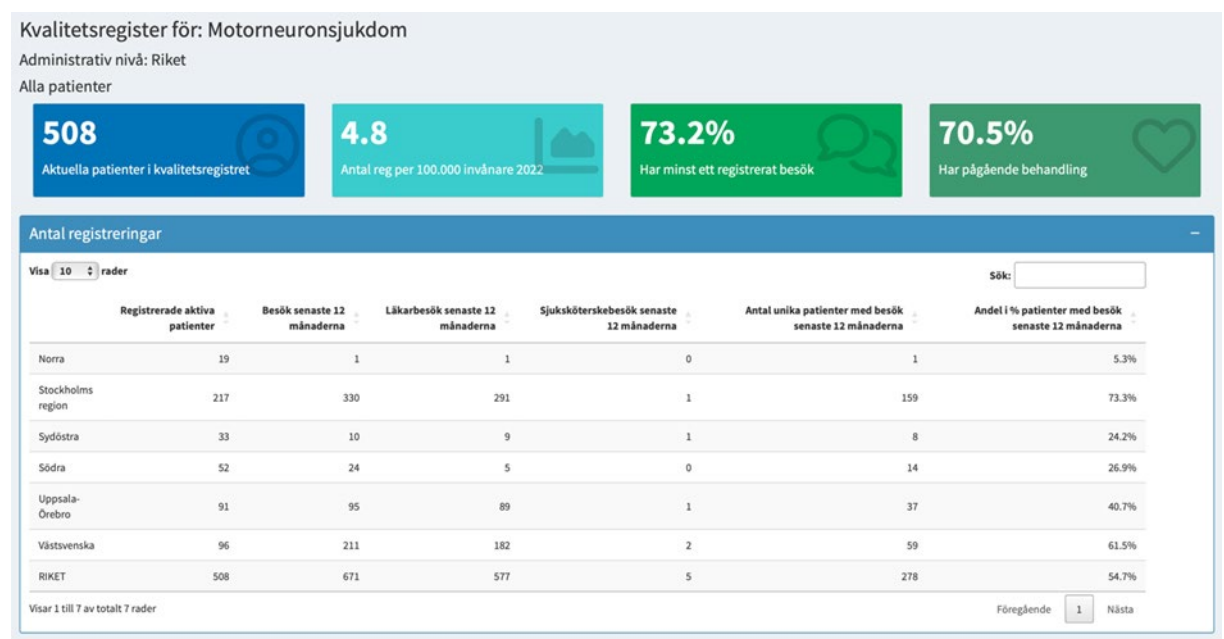 Kvalitetsregister för: Motorneuronsjukdom
Administrativ nivå: Riket
Alla patienter
508
Aktuella patienter i kvalitetsregistret
4.8
Antal reg per 100.000 invånare 2022
73.2%
Har minst ett registrerat besök
70.5%
Har pågående behandling
Antal registreringar
Visa 10 rader
Sök:
Registrerade aktiva patienter Besök senaste 12 månaderna Läkarbesök senaste 12 månaderna Sjuksköterskebesök senaste 12 månaderna Antal unika patienter med besök senaste 12 månaderna Andel i % patienter med besök senaste 12 månaderna
Norra 19 1 1 0 1 5.3%
Stockholms region 217 330 291 1 159 73.3%
Sydöstra 33 10 9 1 8 24.2%
Södra 52 24 5 0 14 26.9%
Uppsala-Örebro 91 95 89 1 37 40.7%
Västsvenska 96 211 182 2 59 61.5%
RIKET 508 671 577 5 278 54.7%
Visar 1 till 7 av totalt 7 rader
Föregående 1 Nästa